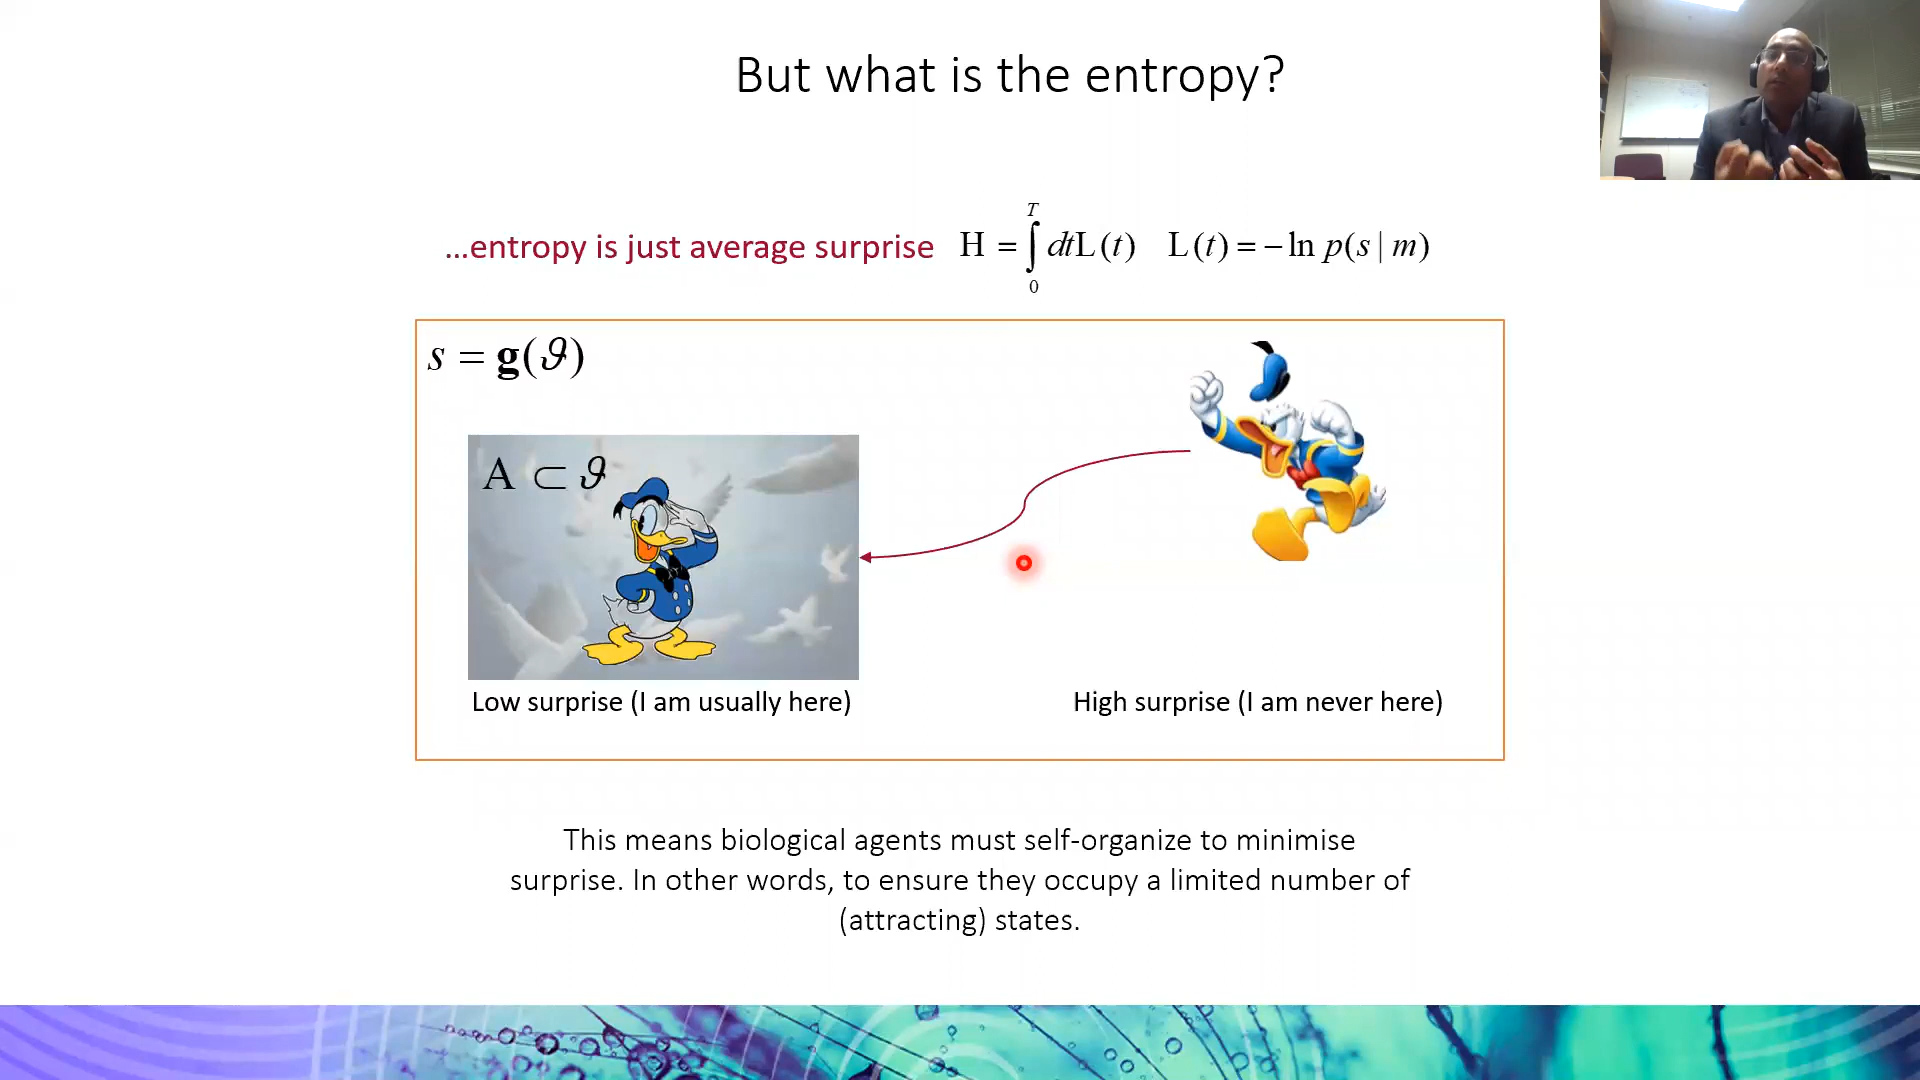 But what is the entropy?
...entropy is just average surprise H = ∫₀ᵀ dtL(t) L(t) = −ln p(s | m)
s = g(ϑ)
A ⊂ ϑ
Low surprise (I am usually here)
High surprise (I am never here)
This means biological agents must self-organize to minimise
surprise. In other words, to ensure they occupy a limited number of
(attracting) states.